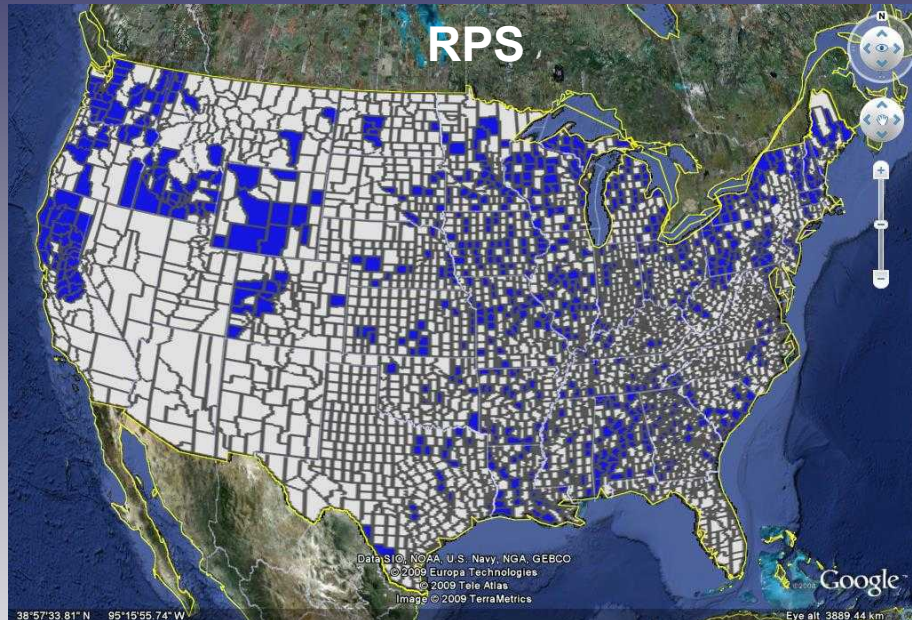 RPS
N
Data SIO, NOAA, U.S. Navy, NGA, GEBCO
© 2009 Europa Technologies
© 2009 Tele Atlas
Image © 2009 TerraMetrics
©2009 Google
38°57'33.81" N 95°15'55.74" W
Eye alt 3889.44 km